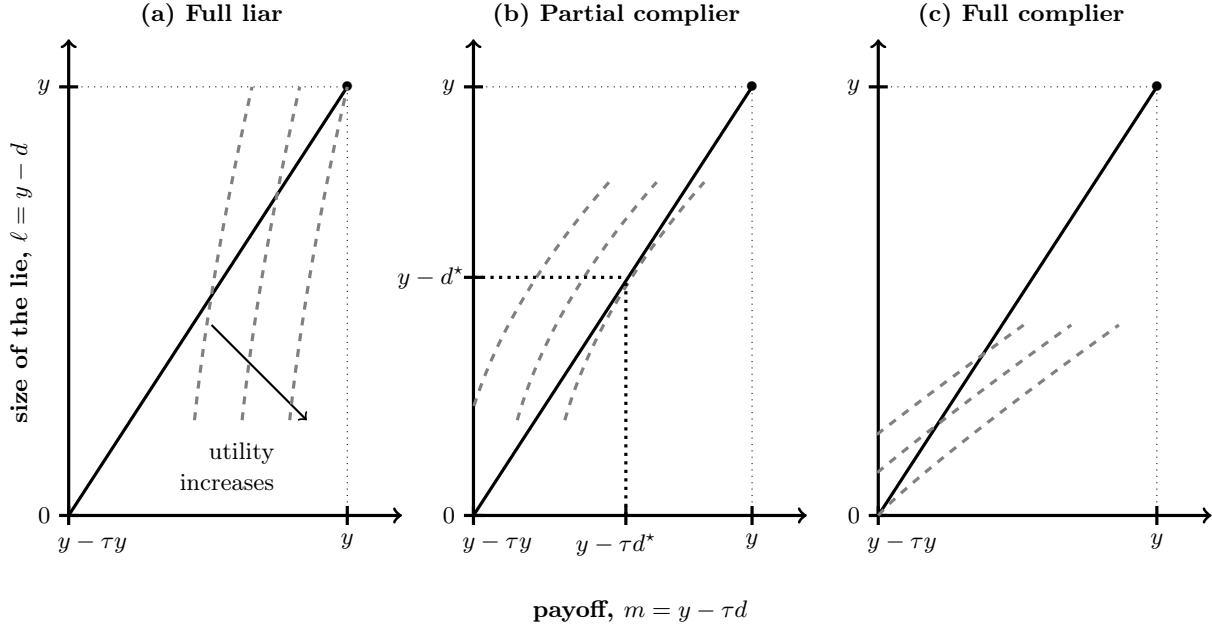 (a) Full liar
(b) Partial complier
(c) Full complier
size of the lie, ℓ = y − d
y
0
y − τy
y
utility
increases
y
y − d⋆
0
y − τy
y − τd⋆
y
y
0
y − τy
y
payoff, m = y − τd